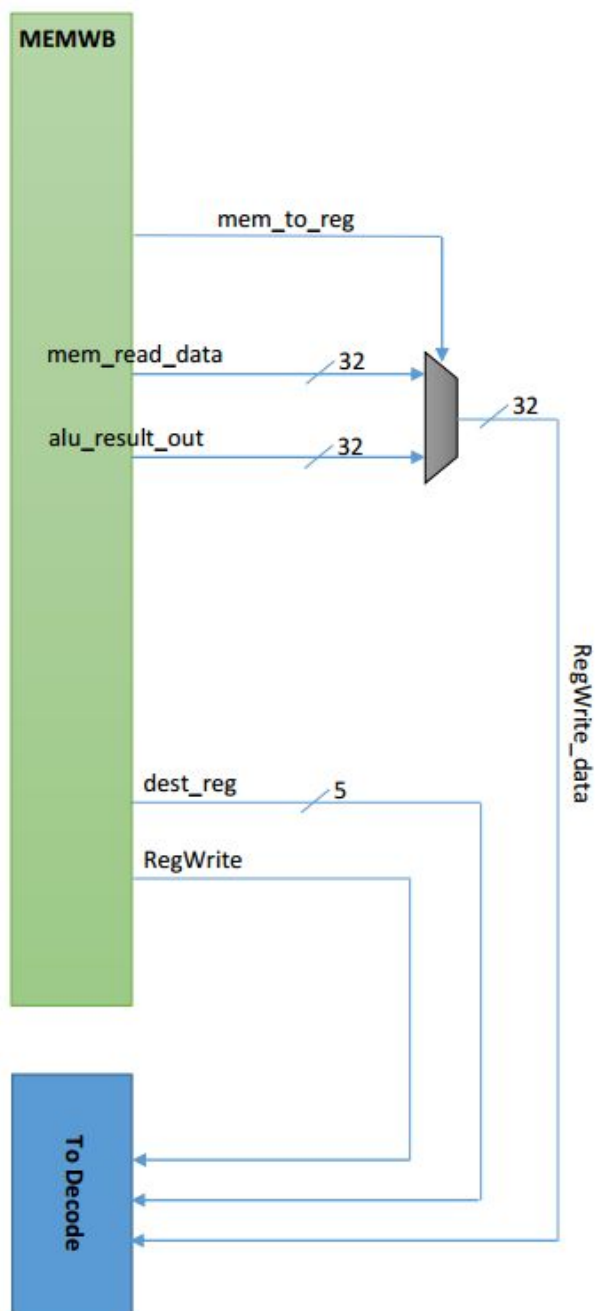 MEMWB
mem_to_reg
mem_read_data
32
32
alu_result_out
32
RegWrite_data
dest_reg
5
RegWrite
To Decode